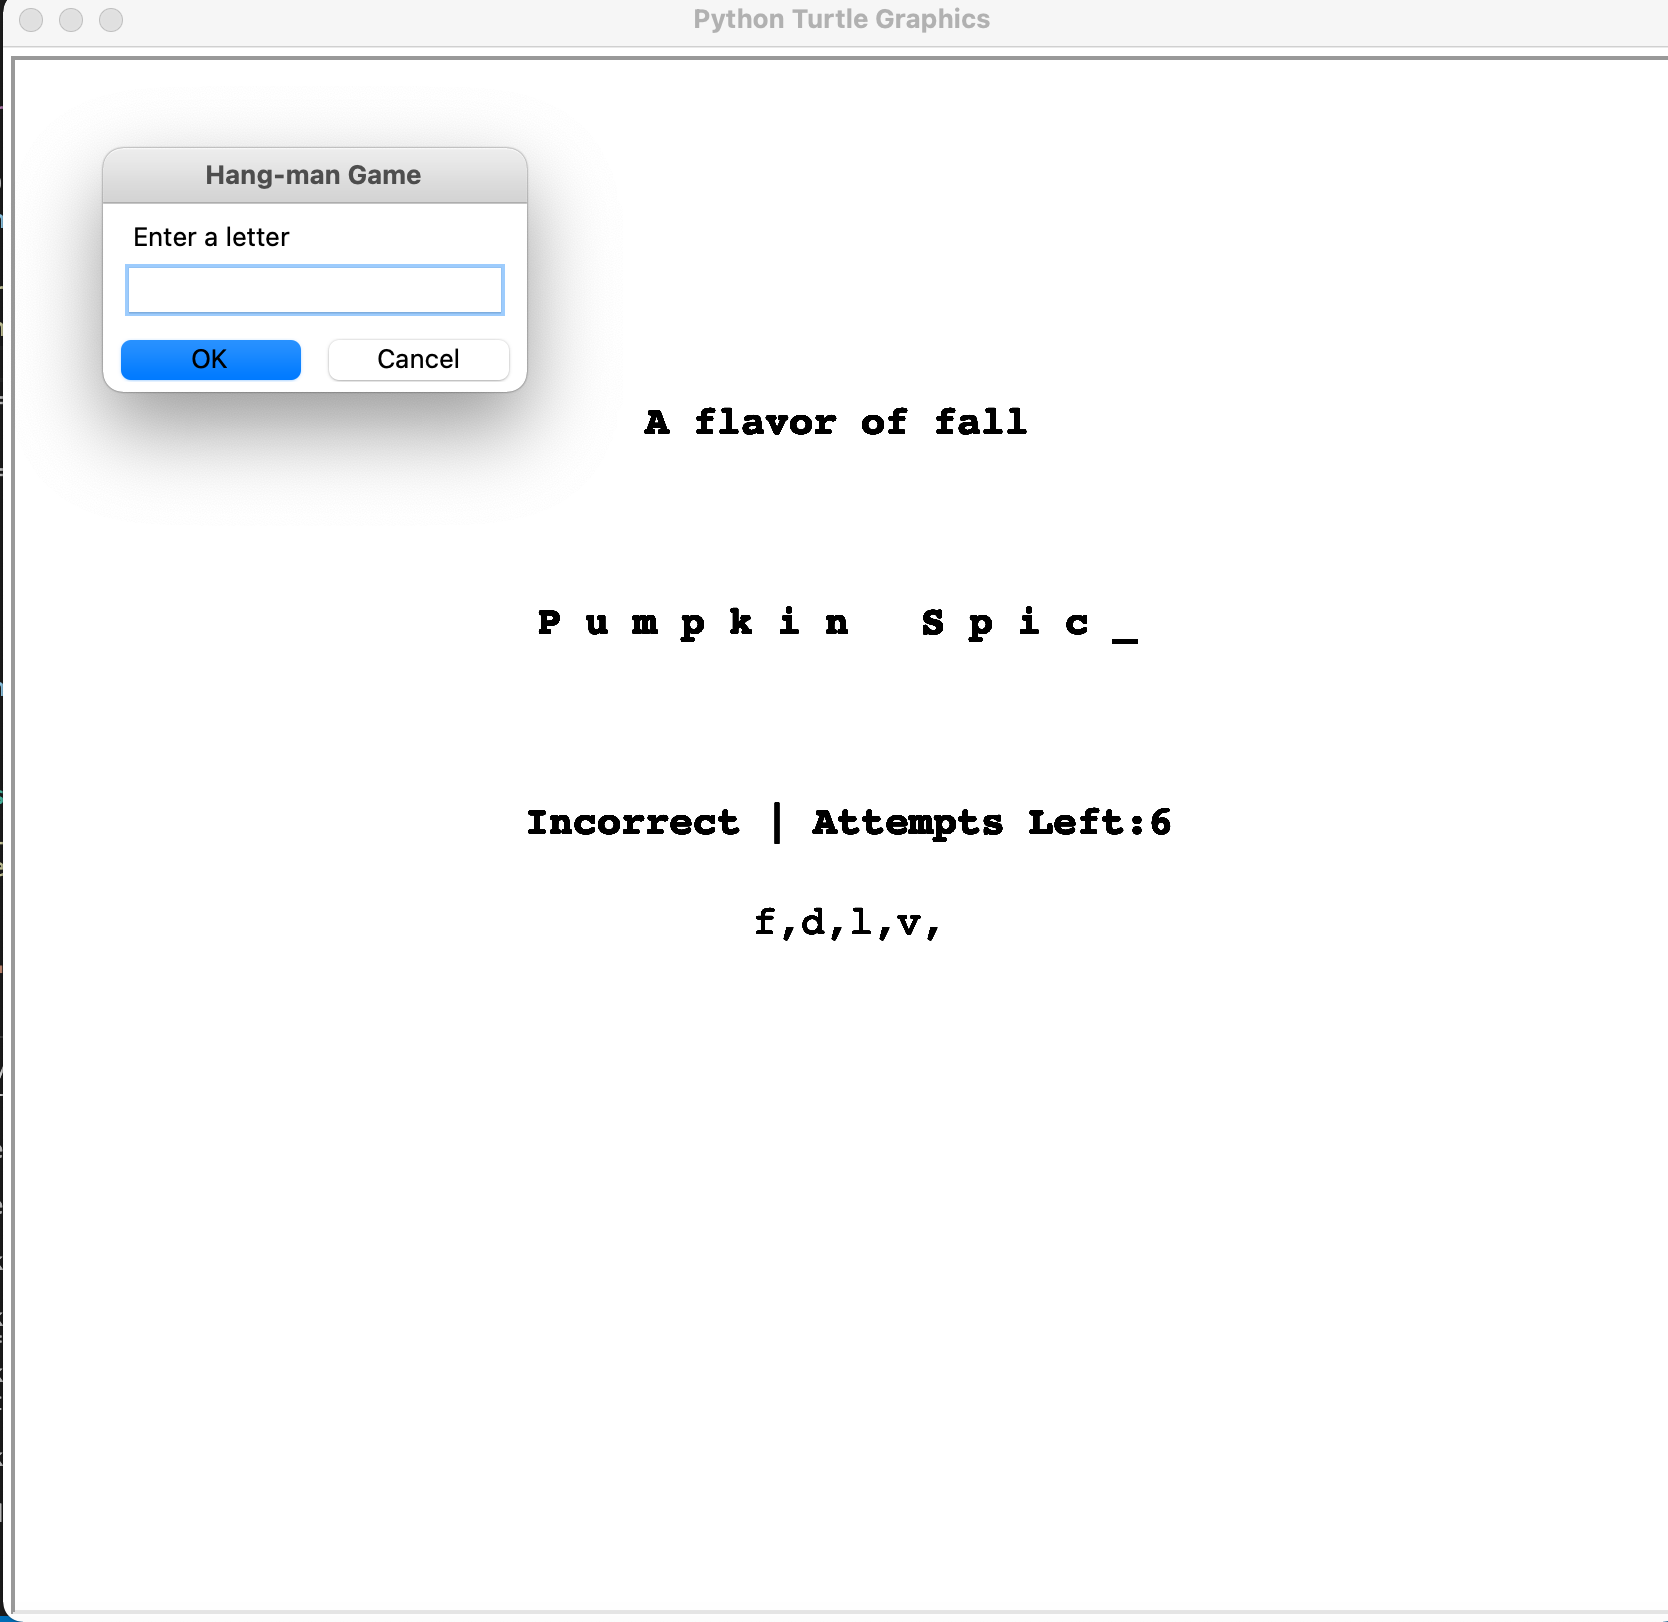 Python Turtle Graphics
Hang-man Game
Enter a letter
OK Cancel
A flavor of fall
P u m p k i n   S p i c _
Incorrect | Attempts Left:6
f,d,l,v,